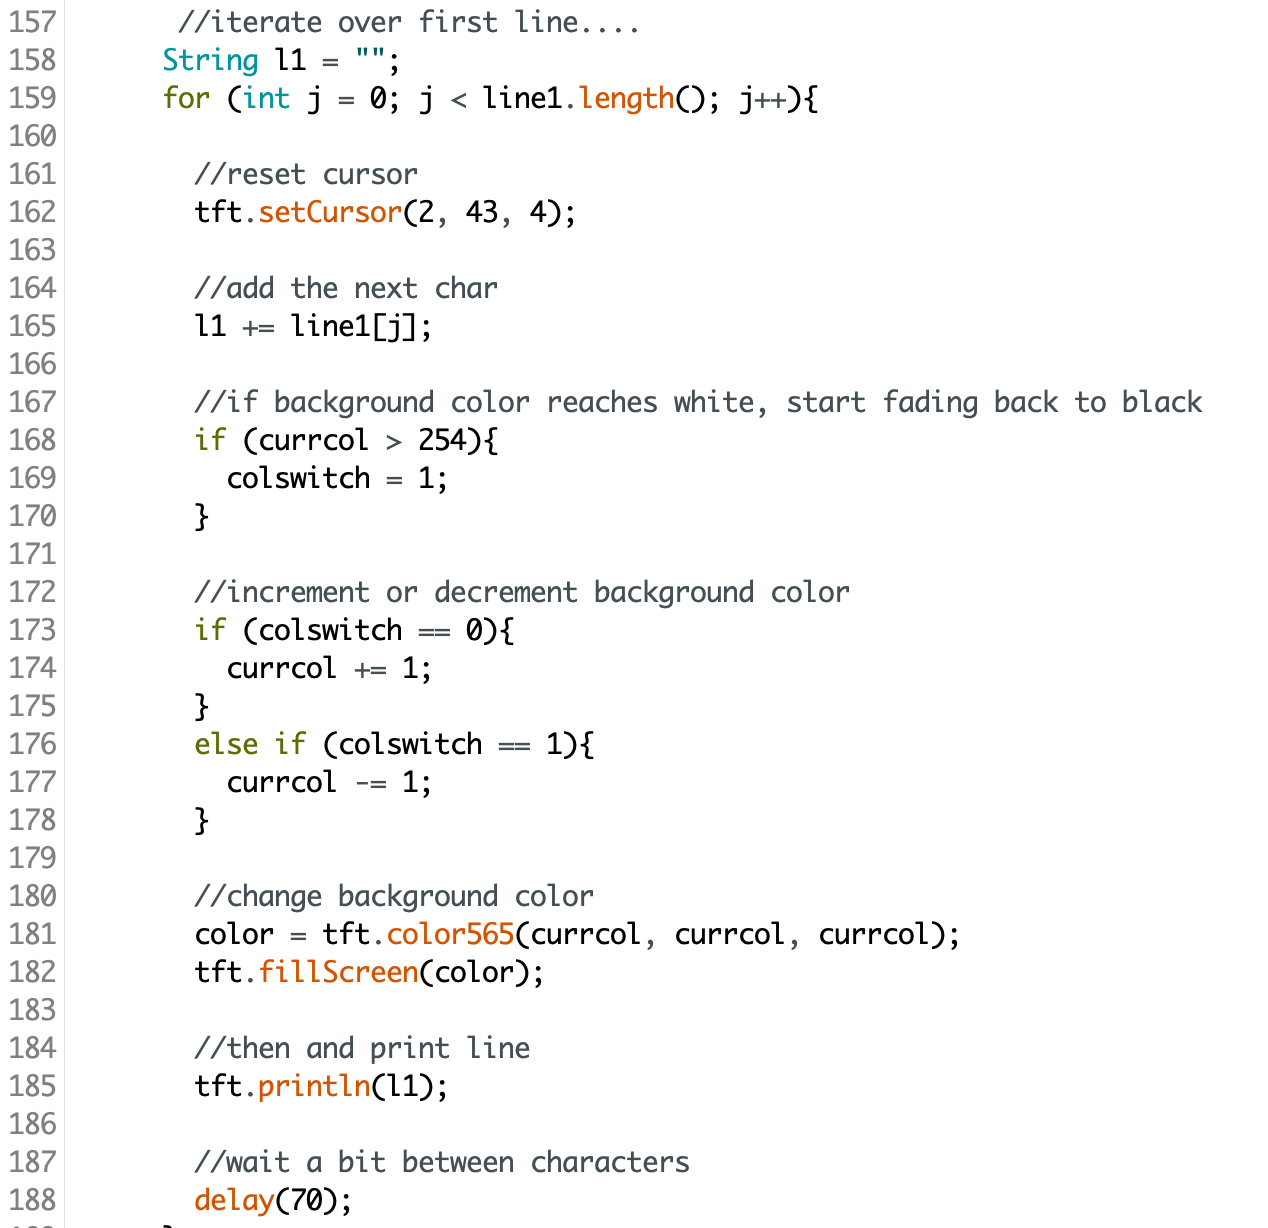 157 //iterate over first line....
158 String l1 = "";
159 for (int j = 0; j < line1.length(); j++){
160
161 //reset cursor
162 tft.setCursor(2, 43, 4);
163
164 //add the next char
165 l1 += line1[j];
166
167 //if background color reaches white, start fading back to black
168 if (currcol > 254){
169 colswitch = 1;
170 }
171
172 //increment or decrement background color
173 if (colswitch == 0){
174 currcol += 1;
175 }
176 else if (colswitch == 1){
177 currcol -= 1;
178 }
179
180 //change background color
181 color = tft.color565(currcol, currcol, currcol);
182 tft.fillScreen(color);
183
184 //then and print line
185 tft.println(l1);
186
187 //wait a bit between characters
188 delay(70);